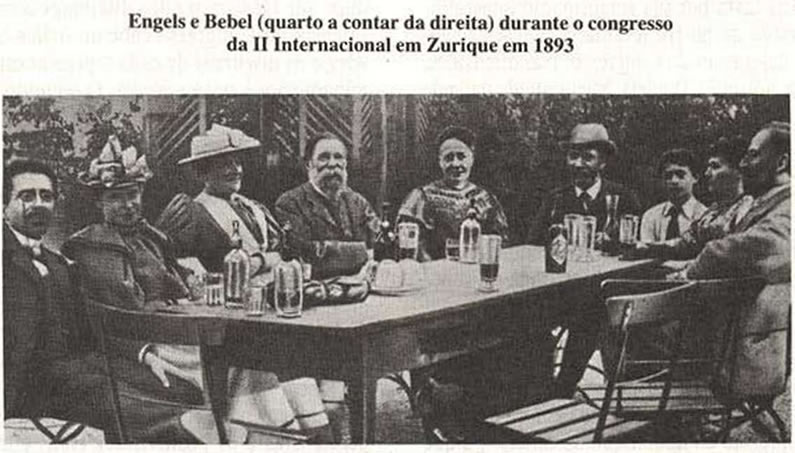 Engels e Bebel (quarto a contar da direita) durante o congresso
da II Internacional em Zurique em 1893